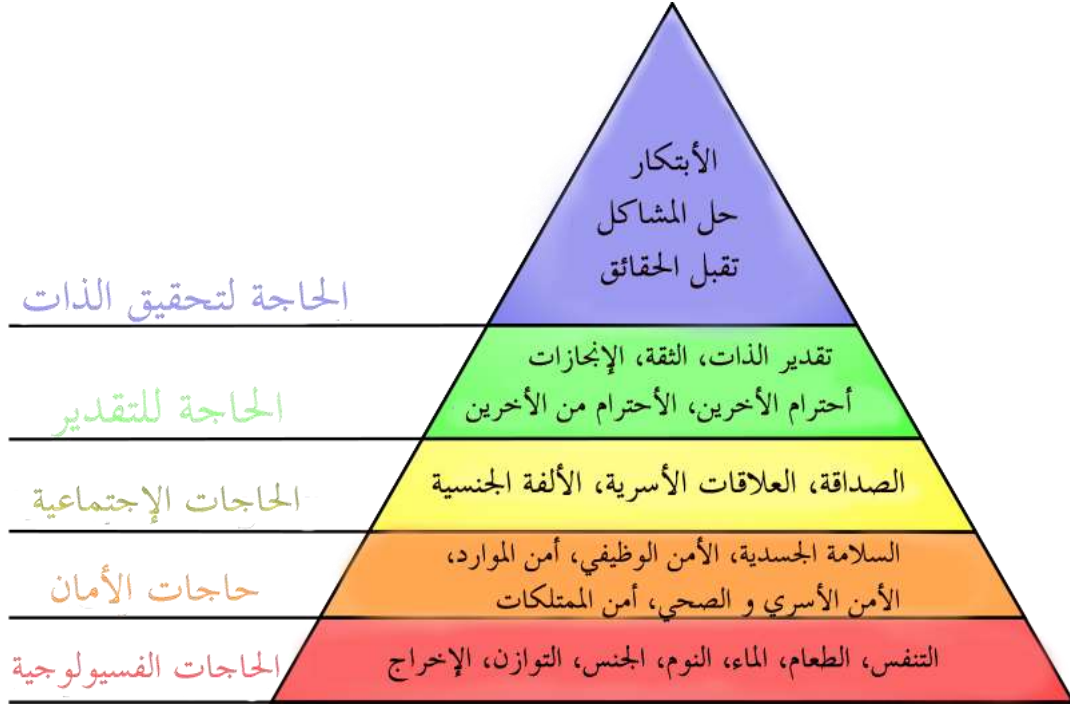 الأبتكار
حل المشاكل
تقبل الحقائق
الحاجة لتحقيق الذات
تقدير الذات، الثقة، الإنجازات
أحترام الأخرين، الأحترام من الأخرين
الحاجة للتقدير
الصداقة، العلاقات الأسرية، الألفة الجنسية
الحاجات الإجتماعية
السلامة الجسدية، الأمن الوظيفي، أمن الموارد،
الأمن الأسري و الصحي، أمن الممتلكات
حاجات الأمان
التنفس، الطعام، الماء، النوم، الجنس، التوازن، الإخراج
الحاجات الفسيولوجية